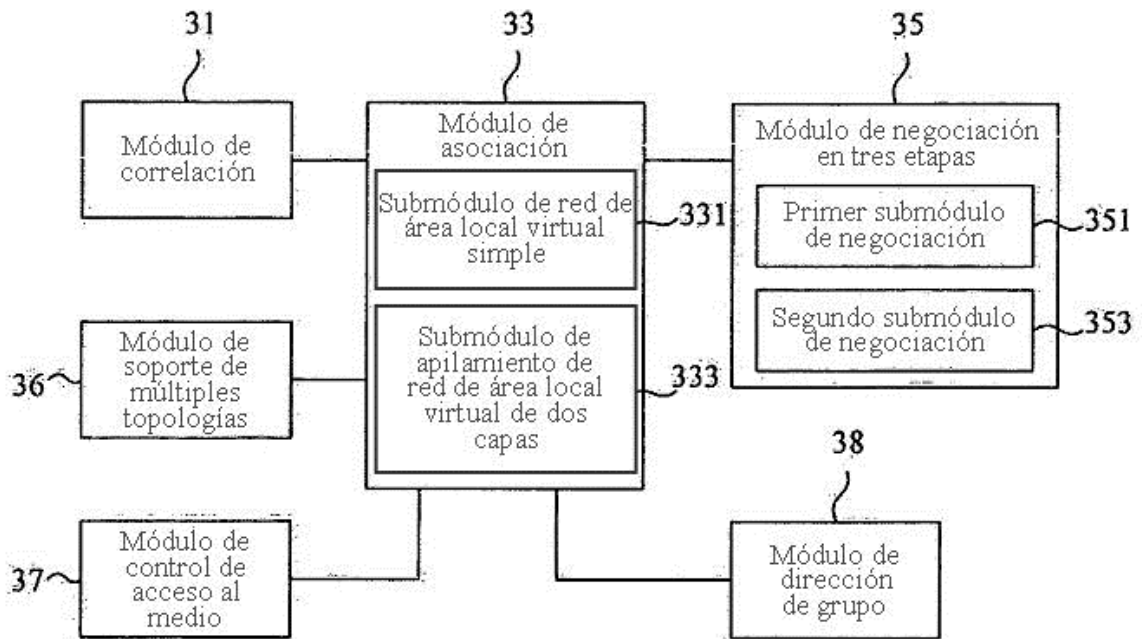 31
Módulo de
correlación
33
Módulo de
asociación
Submódulo de red de
área local virtual
simple
331
Submódulo de
apilamiento de
red de área local
virtual de dos
capas
333
35
Módulo de negociación
en tres etapas
Primer submódulo
de negociación
351
Segundo submódulo
de negociación
353
36
Módulo de
soporte de
múltiples
topologías
37
Módulo de
control de
acceso al
medio
38
Módulo de
dirección
de grupo